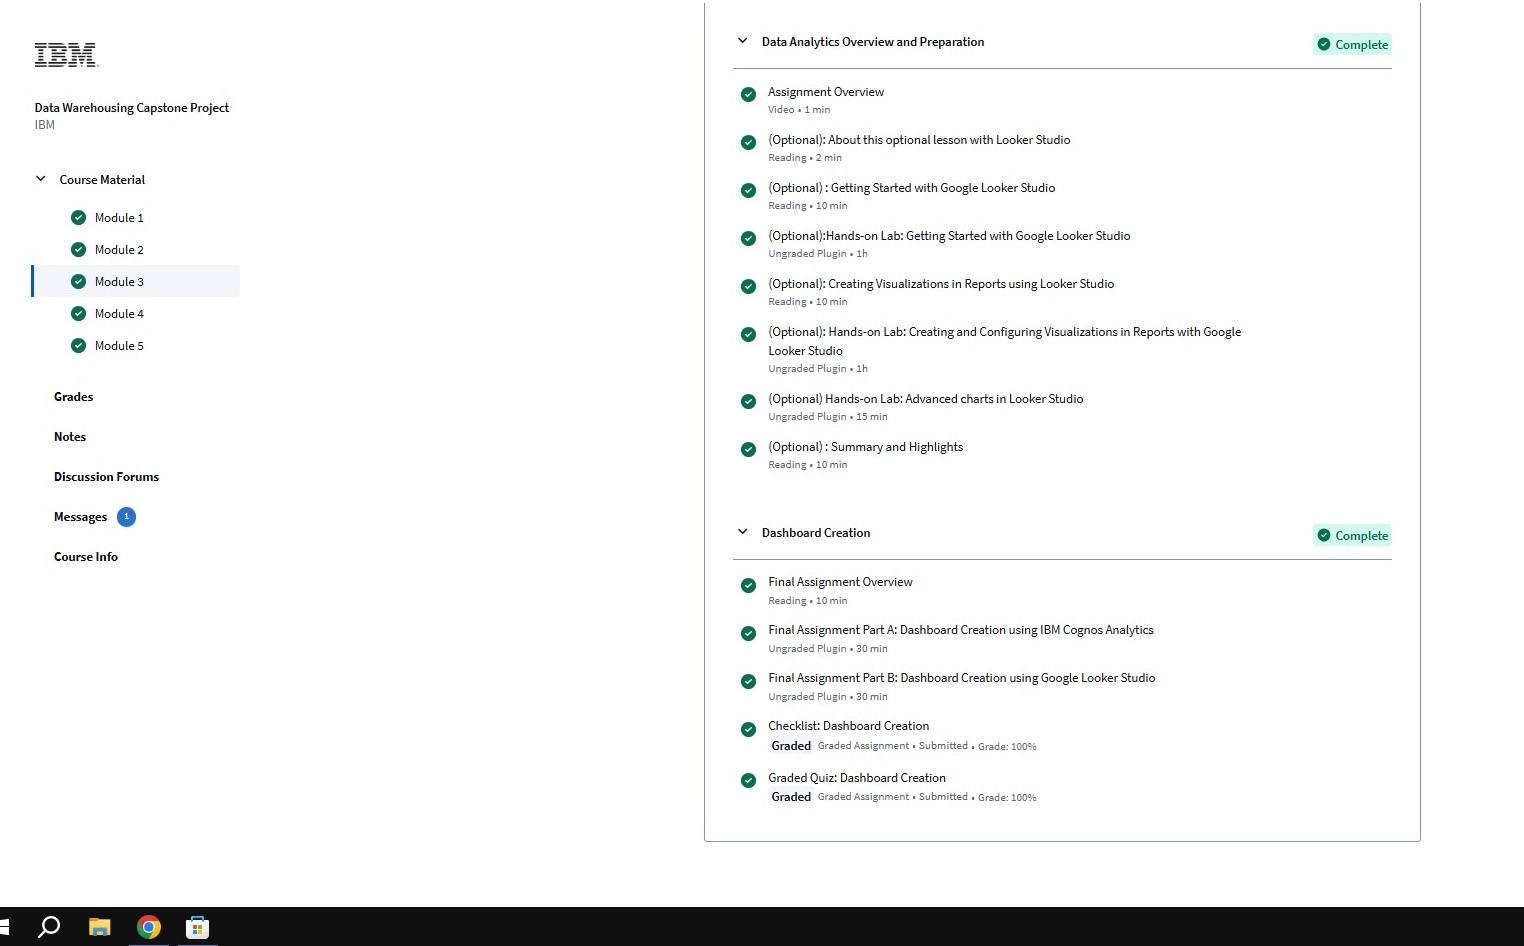 IBM
Data Warehousing Capstone Project
IBM
Course Material
Module 1
Module 2
Module 3
Module 4
Module 5
Grades
Notes
Discussion Forums
Messages 1
Course Info
Data Analytics Overview and Preparation
Complete
Assignment Overview
Video • 1 min
(Optional): About this optional lesson with Looker Studio
Reading • 2 min
(Optional) : Getting Started with Google Looker Studio
Reading • 10 min
(Optional):Hands-on Lab: Getting Started with Google Looker Studio
Ungraded Plugin • 1h
(Optional): Creating Visualizations in Reports using Looker Studio
Reading • 10 min
(Optional): Hands-on Lab: Creating and Configuring Visualizations in Reports with Google
Looker Studio
Ungraded Plugin • 1h
(Optional) Hands-on Lab: Advanced charts in Looker Studio
Ungraded Plugin • 15 min
(Optional) : Summary and Highlights
Reading • 10 min
Dashboard Creation
Complete
Final Assignment Overview
Reading • 10 min
Final Assignment Part A: Dashboard Creation using IBM Cognos Analytics
Ungraded Plugin • 30 min
Final Assignment Part B: Dashboard Creation using Google Looker Studio
Ungraded Plugin • 30 min
Checklist: Dashboard Creation
Graded Graded Assignment • Submitted • Grade: 100%
Graded Quiz: Dashboard Creation
Graded Graded Assignment • Submitted • Grade: 100%